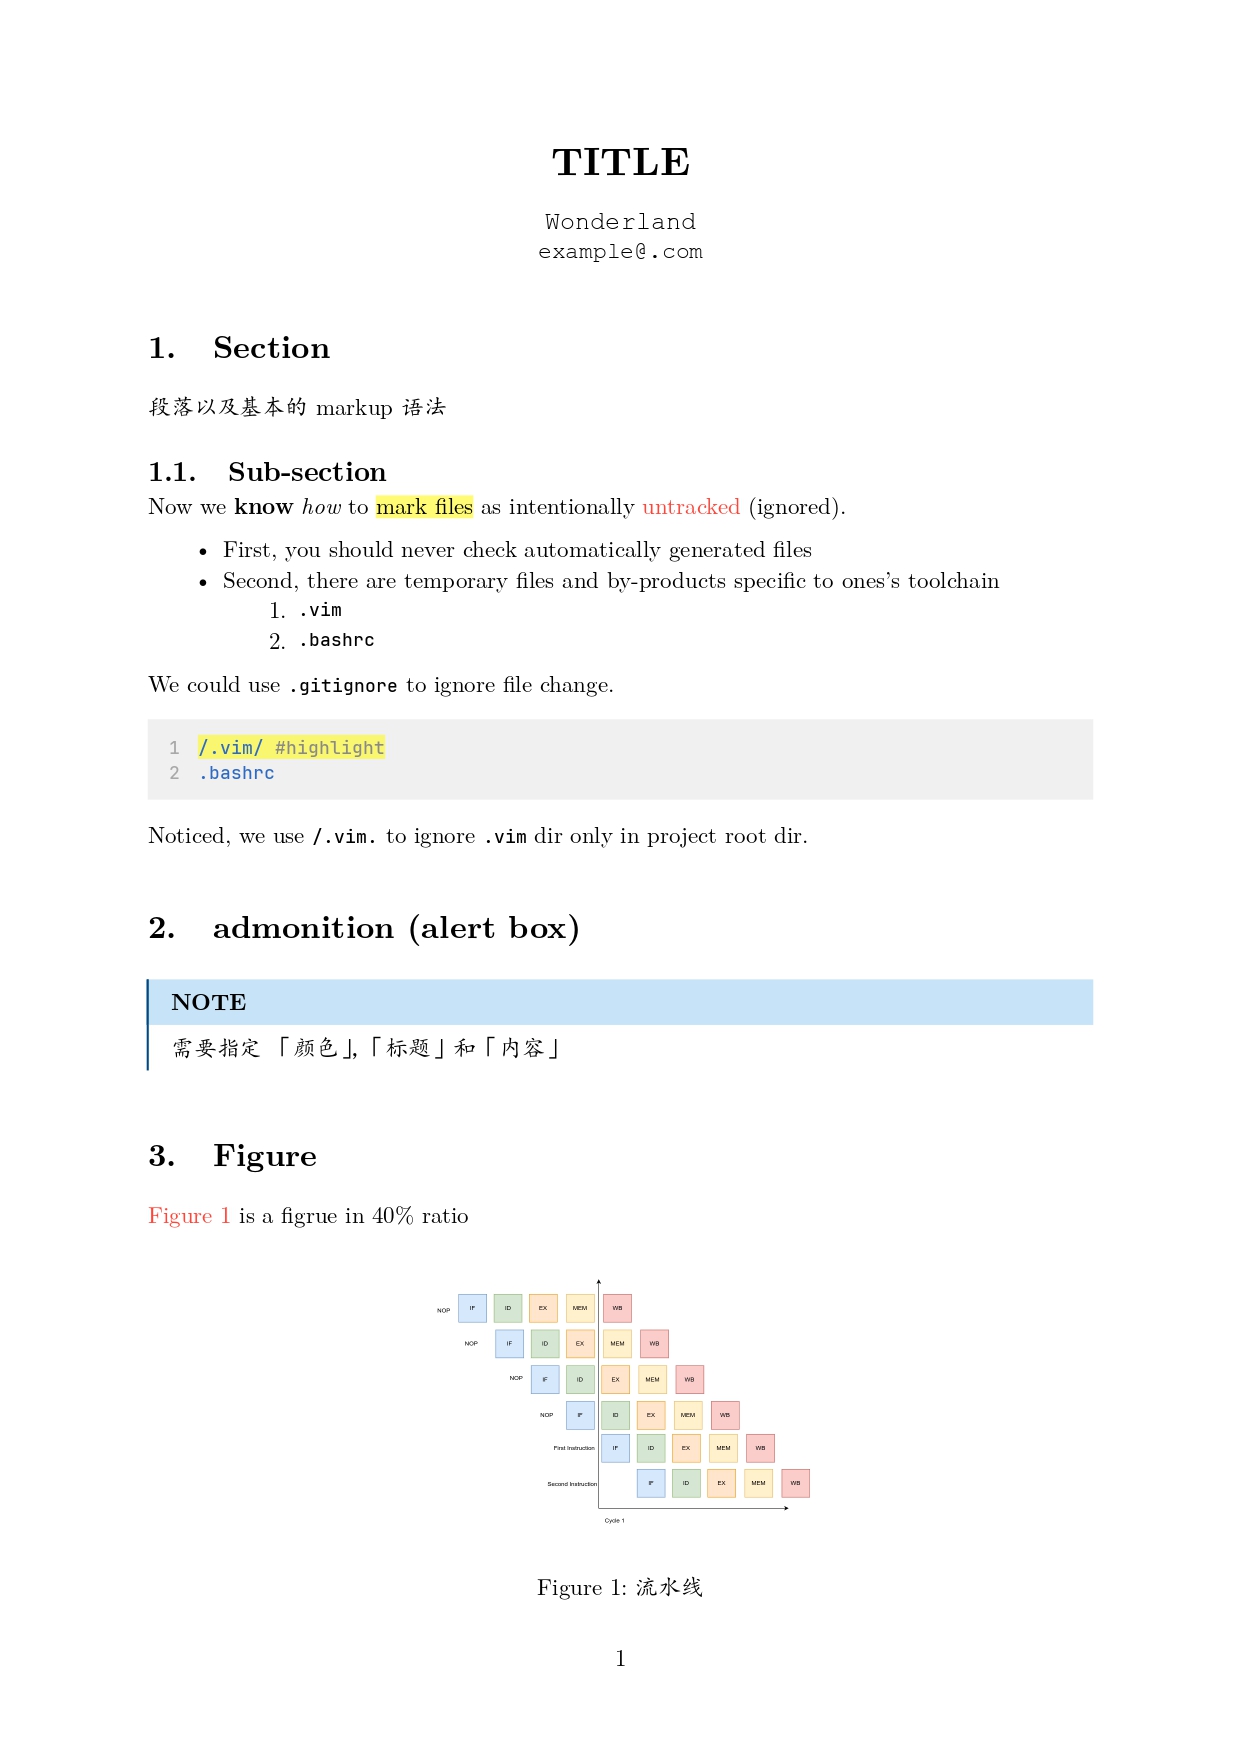 TITLE
Wonderland
example@.com
1. Section
段落以及基本的 markup 语法
1.1. Sub-section
Now we know how to mark files as intentionally untracked (ignored).
• First, you should never check automatically generated files
• Second, there are temporary files and by-products specific to ones's toolchain
1. .vim
2. .bashrc
We could use .gitignore to ignore file change.
1 /.vim/ #highlight
2 .bashrc
Noticed, we use /.vim. to ignore .vim dir only in project root dir.
2. admonition (alert box)
NOTE
需要指定 「颜色」,「标题」和「内容」
3. Figure
Figure 1 is a figrue in 40% ratio
NOP IF ID EX MEM WB
NOP IF ID EX MEM WB
NOP IF ID EX MEM WB
NOP IF ID EX MEM WB
First Instruction IF ID EX MEM WB
Second Instruction IF ID EX MEM WB
Cycle 1
Figure 1: 流水线
1